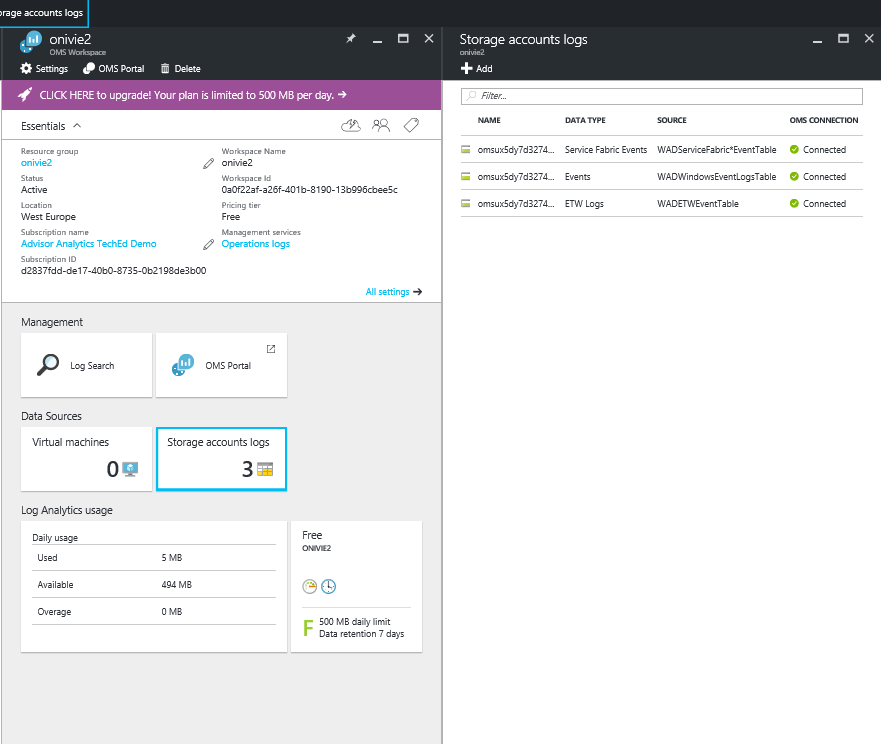 orage accounts logs
onivie2
OMS Workspace
Settings
OMS Portal
Delete
CLICK HERE to upgrade! Your plan is limited to 500 MB per day. →
Essentials
Resource group
onivie2
Status
Active
Location
West Europe
Subscription name
Advisor Analytics TechEd Demo
Subscription ID
d2837fdd-de17-40b0-8735-0b2198de3b00
Workspace Name
onivie2
Workspace Id
0a0f22af-a26f-401b-8190-13b996cbee5c
Pricing tier
Free
Management services
Operations logs
All settings →
Management
Log Search
OMS Portal
Data Sources
Virtual machines
0
Storage accounts logs
3
Log Analytics usage
Daily usage
Used 5 MB
Available 494 MB
Overage 0 MB
Free
ONIVIE2
F
500 MB daily limit
Data retention 7 days
Storage accounts logs
onivie2
Add
Filter...
NAME DATA TYPE SOURCE OMS CONNECTION
omsux5dy7d3274... Service Fabric Events WADServiceFabric*EventTable Connected
omsux5dy7d3274... Events WADWindowsEventLogsTable Connected
omsux5dy7d3274... ETW Logs WADETWEventTable Connected